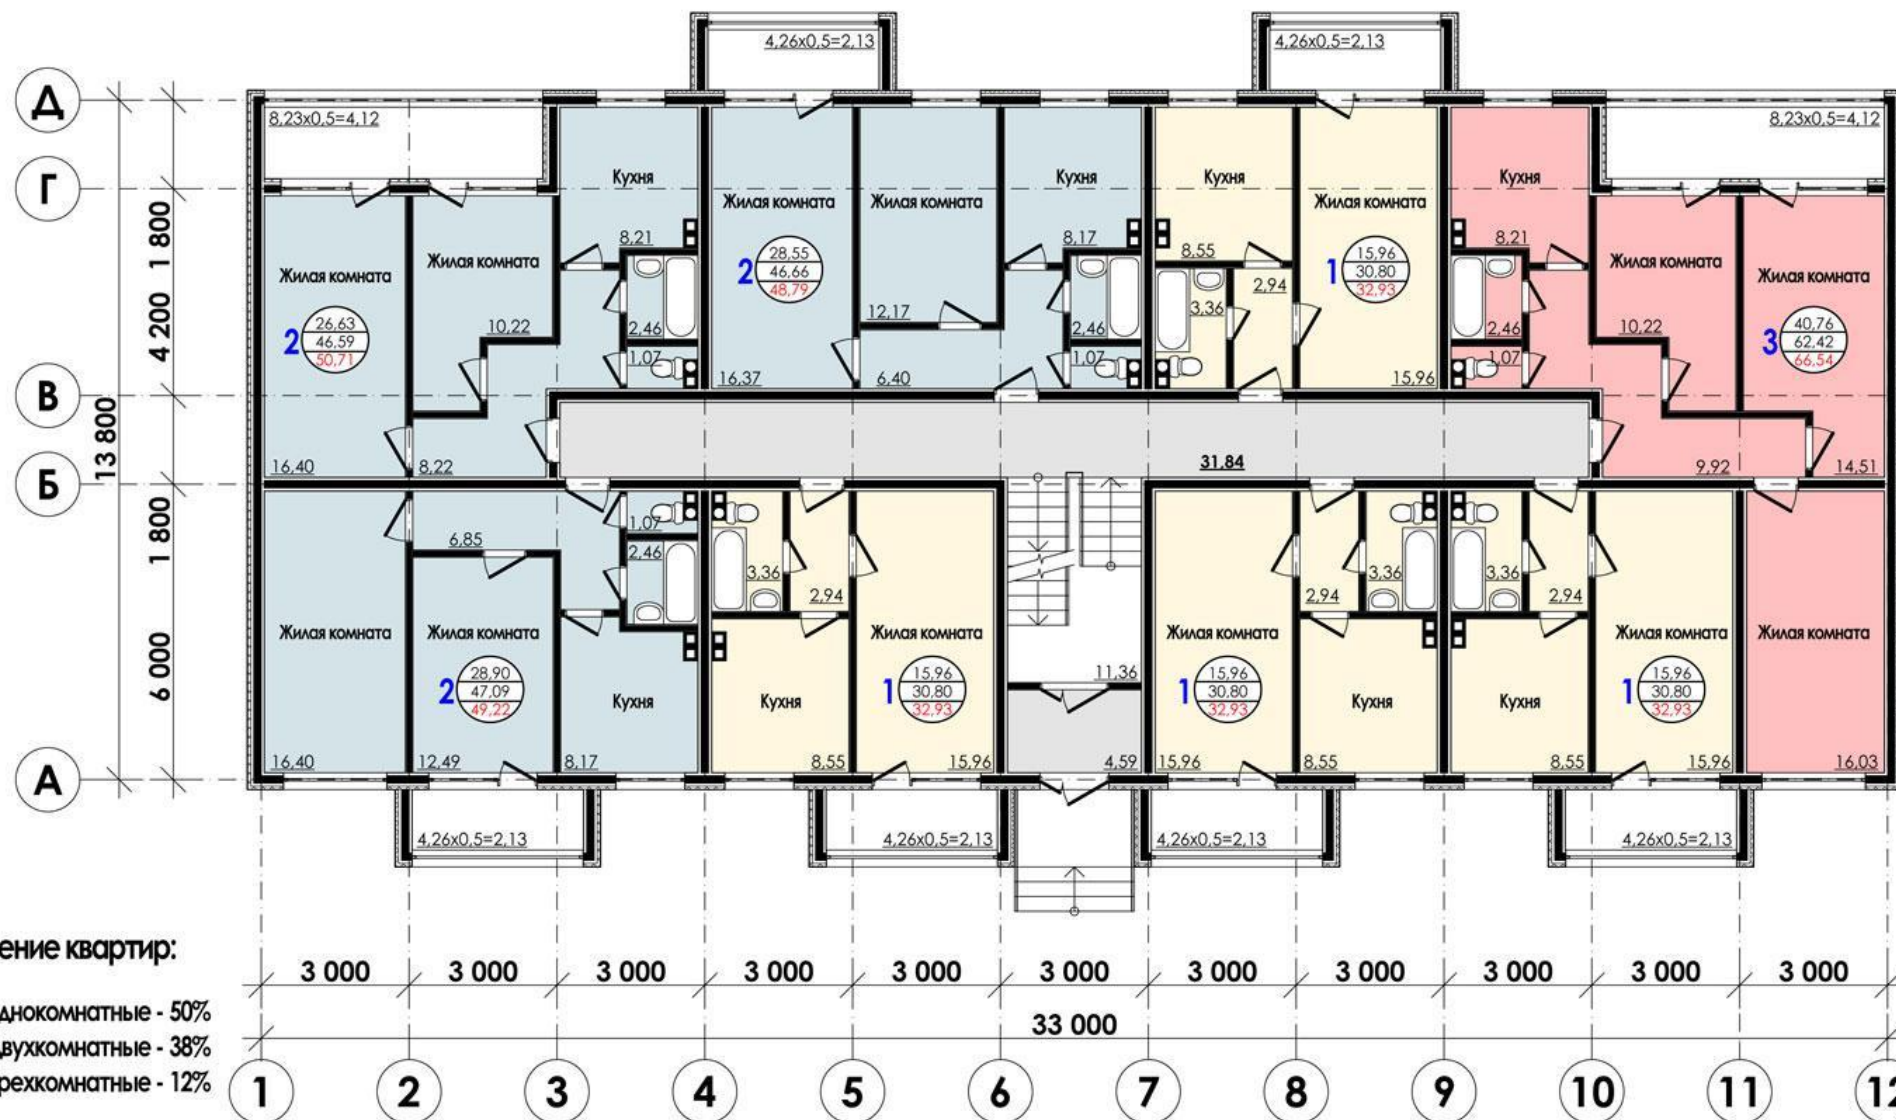 4,26х0,5=2,13
4,26х0,5=2,13
Д
8,23х0,5=4,12
8,23х0,5=4,12
Г
Кухня
Кухня
Кухня
Кухня
Жилая комната
Жилая комната
Жилая комната
1 800
8,21
8,17
8,55
8,21
2
28,55
46,66
48,79
1
15,96
30,80
32,93
Жилая комната
Жилая комната
Жилая комната
Жилая комната
4 200
2
26,63
46,59
50,71
10,22
2,46
12,17
2,46
3,36
2,94
2,46
10,22
3
40,76
62,42
66,54
1,07
16,37
6,40
1,07
15,96
1,07
В
13 800
16,40
8,22
31,84
9,92
14,51
Б
1 800
6,85
1,07
2,46
3,36
2,94
2,94
3,36
3,36
2,94
Жилая комната
Жилая комната
Жилая комната
Жилая комната
Жилая комната
Жилая комната
6 000
2
28,90
47,09
49,22
1
15,96
30,80
32,93
11,36
1
15,96
30,80
32,93
1
15,96
30,80
32,93
Кухня
Кухня
Кухня
Кухня
А
16,40
12,49
8,17
8,55
15,96
4,59
15,96
8,55
8,55
15,96
16,03
4,26х0,5=2,13
4,26х0,5=2,13
4,26х0,5=2,13
4,26х0,5=2,13
ение квартир:
3 000
3 000
3 000
3 000
3 000
3 000
3 000
3 000
3 000
3 000
3 000
днокомнатные - 50%
33 000
вухкомнатные - 38%
рехкомнатные - 12%
1
2
3
4
5
6
7
8
9
10
11
12